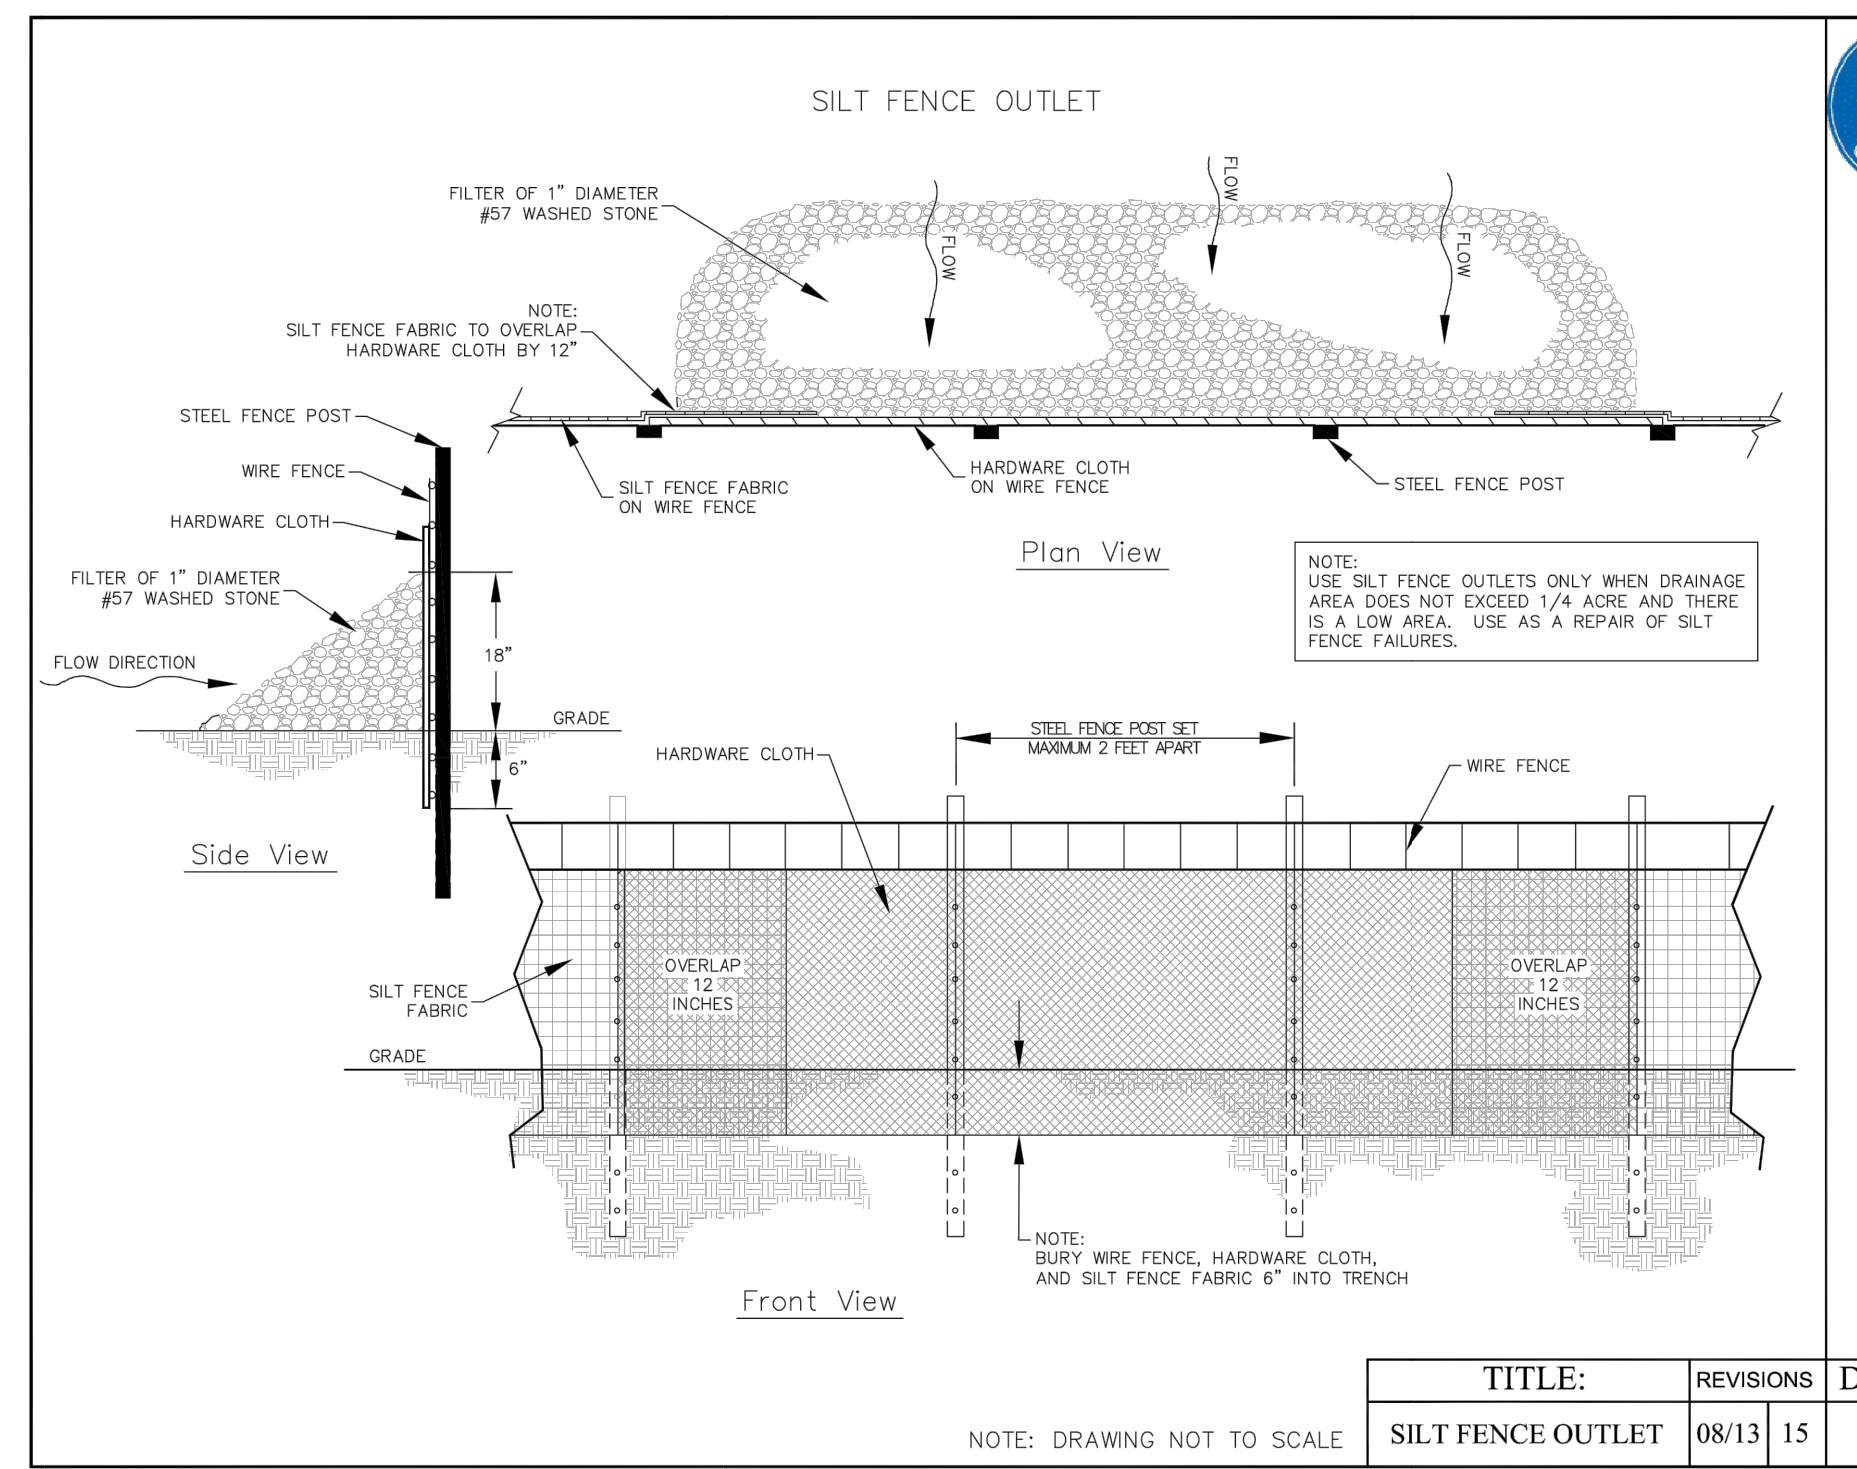 SILT FENCE OUTLET
FILTER OF 1" DIAMETER
#57 WASHED STONE
FLOW
FLOW
FLOW
NOTE:
SILT FENCE FABRIC TO OVERLAP
HARDWARE CLOTH BY 12"
STEEL FENCE POST
WIRE FENCE
HARDWARE CLOTH
FILTER OF 1" DIAMETER
#57 WASHED STONE
FLOW DIRECTION
18"
GRADE
6"
Side View
SILT FENCE FABRIC
ON WIRE FENCE
HARDWARE CLOTH
ON WIRE FENCE
STEEL FENCE POST
Plan View
NOTE:
USE SILT FENCE OUTLETS ONLY WHEN DRAINAGE
AREA DOES NOT EXCEED 1/4 ACRE AND THERE
IS A LOW AREA. USE AS A REPAIR OF SILT
FENCE FAILURES.
STEEL FENCE POST SET
MAXIMUM 2 FEET APART
HARDWARE CLOTH
WIRE FENCE
OVERLAP
12
INCHES
OVERLAP
12
INCHES
SILT FENCE
FABRIC
GRADE
NOTE:
BURY WIRE FENCE, HARDWARE CLOTH,
AND SILT FENCE FABRIC 6" INTO TRENCH
Front View
NOTE: DRAWING NOT TO SCALE
TITLE:
REVISIONS
D
SILT FENCE OUTLET
08/13
15